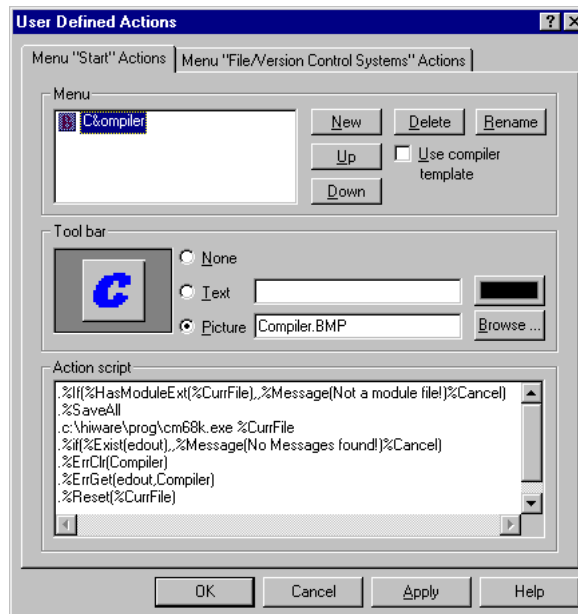 User Defined Actions
Menu "Start" Actions Menu "File/Version Control Systems" Actions
Menu
C&ompiler
New Delete Rename
Up Use compiler
template
Down
Tool bar
C
None
Text
Picture Compiler.BMP Browse ...
Action script
.%If(%HasModuleExt(%CurrFile),,%Message(Not a module file!)%Cancel)
.%SaveAll
.c:\hiware\prog\cm68k.exe %CurrFile
.%if(%Exist(edout),,%Message(No Messages found!)%Cancel)
.%ErrClr(Compiler)
.%ErrGet(edout,Compiler)
.%Reset(%CurrFile)
OK Cancel Apply Help